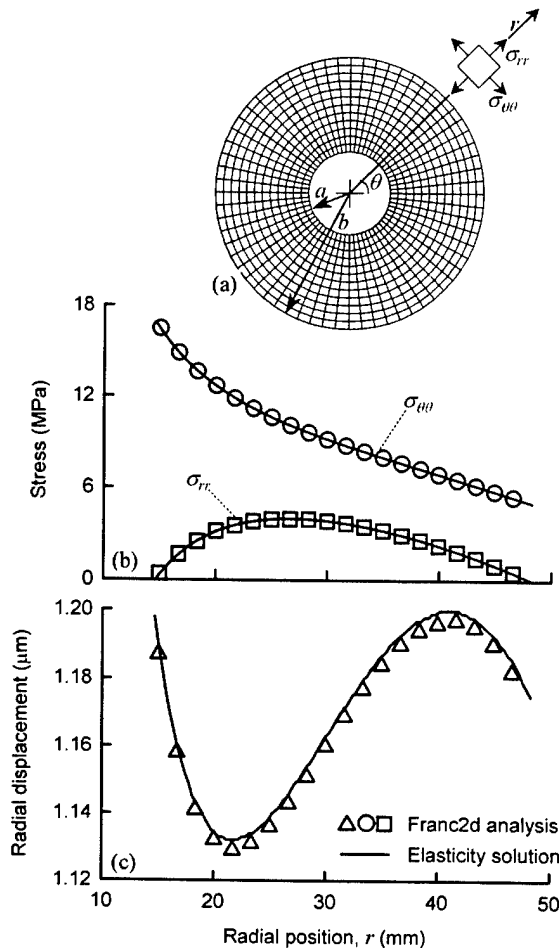 r
σrr
σθθ
a
θ
b
(a)
18
12
6
0
Stress (MPa)
σθθ
σrr
(b)
1.20
1.18
1.16
1.14
1.12
Radial displacement (μm)
Franc2d analysis
Elasticity solution
(c)
10 20 30 40 50
Radial position, r (mm)